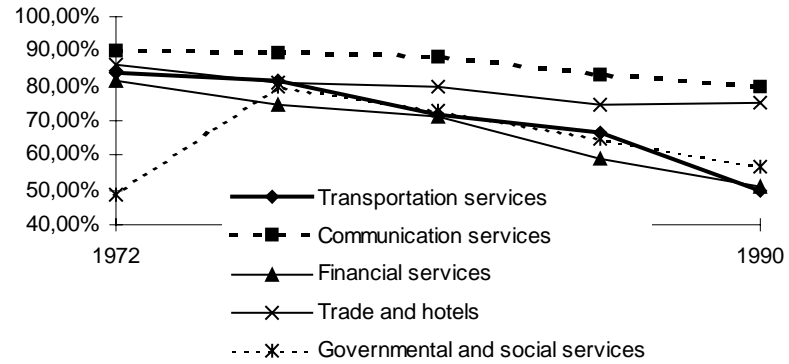 100,00%
90,00%
80,00%
70,00%
60,00%
50,00%
40,00%
1972
1990
Transportation services
Communication services
Financial services
Trade and hotels
Governmental and social services